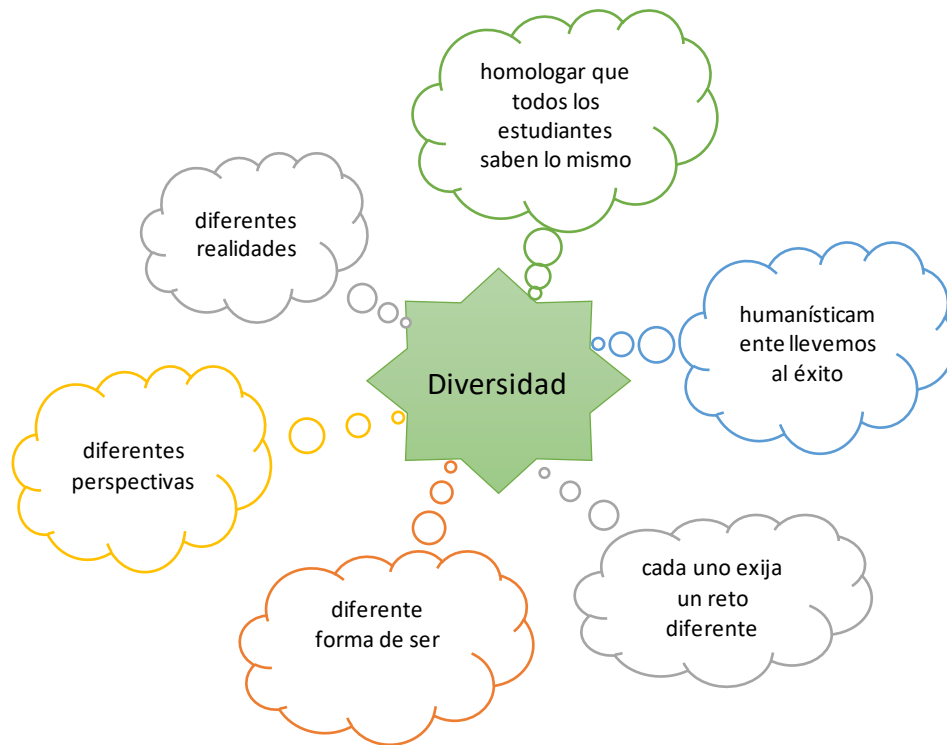 homologar que
todos los
estudiantes
saben lo mismo
diferentes
realidades
humanísticam
ente llevemos
al éxito
Diversidad
diferentes
perspectivas
cada uno exija
un reto
diferente
diferente
forma de ser